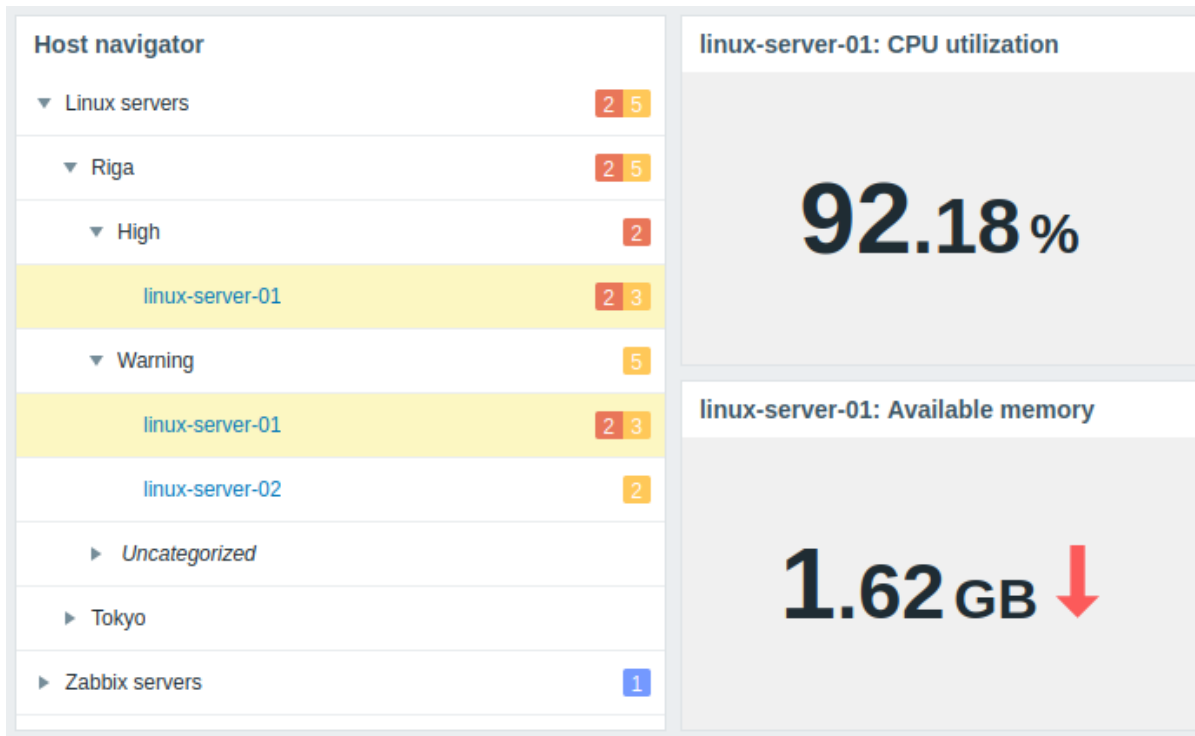 Host navigator
Linux servers 2 5
Riga 2 5
High 2
linux-server-01 2 3
Warning 5
linux-server-01 2 3
linux-server-02 2
Uncategorized
Tokyo
Zabbix servers 1
linux-server-01: CPU utilization
92.18 %
linux-server-01: Available memory
1.62 GB